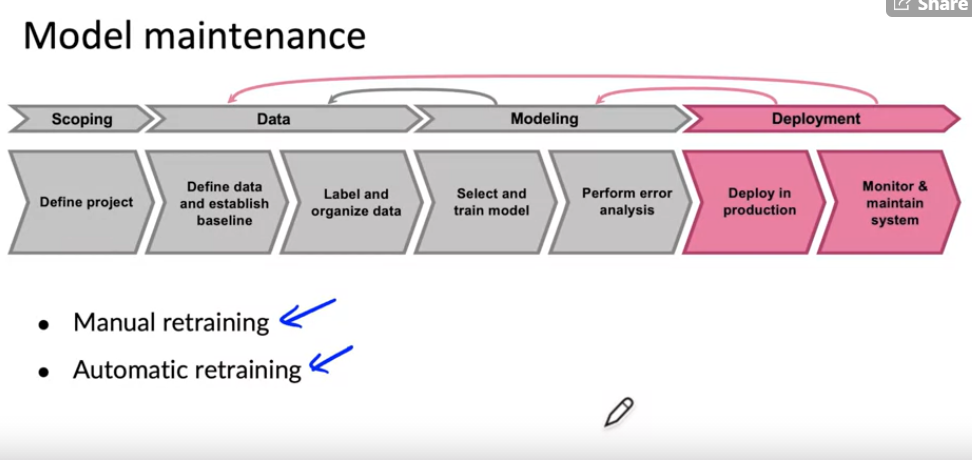 Share
Model maintenance
Scoping
Data
Modeling
Deployment
Define project
Define data
and establish
baseline
Label and
organize data
Select and
train model
Perform error
analysis
Deploy in
production
Monitor &
maintain
system
• Manual retraining
• Automatic retraining